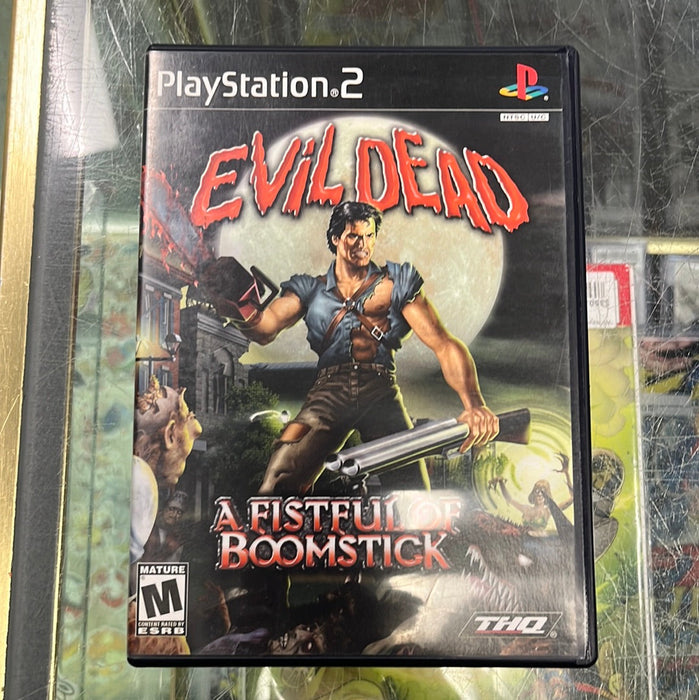 PlayStation®2
NTSC U/C
EVIL DEAD
A FISTFUL OF
BOOMSTICK
MATURE
M
CONTENT RATED BY
ESRB
THQ